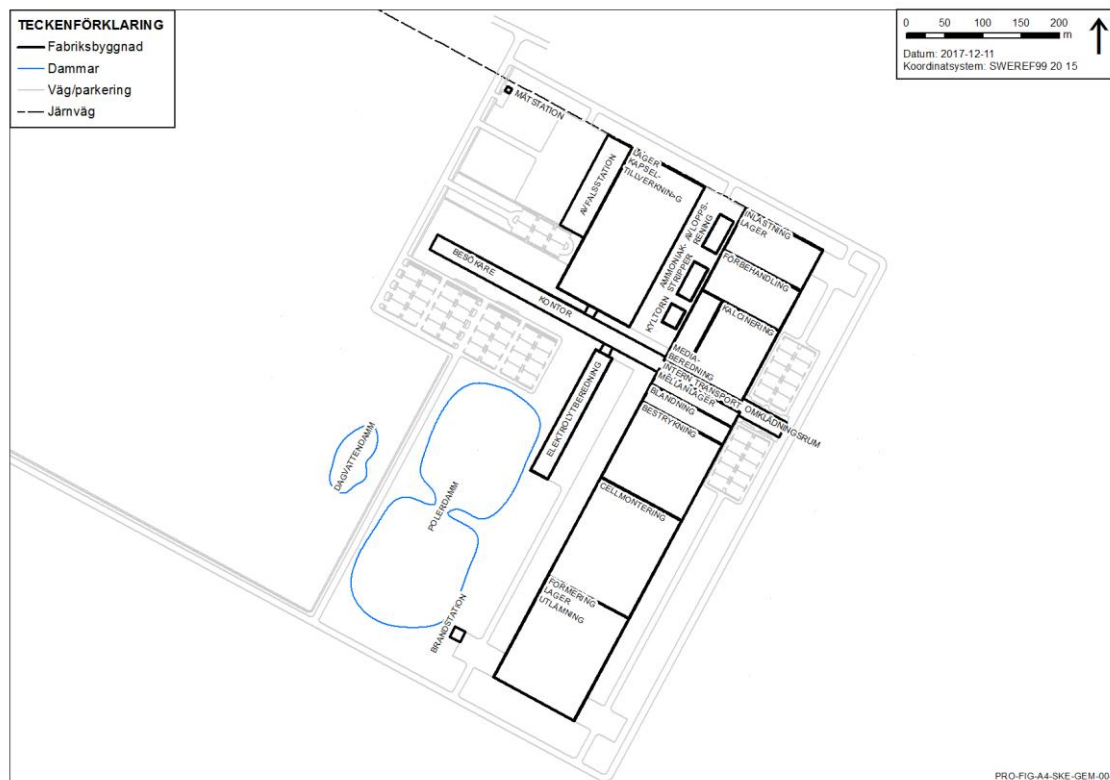 TECKENFÖRKLARING
Fabriksbyggnad
Dammar
Väg/parkering
Järnväg
0 50 100 150 200
m
Datum: 2017-12-11
Koordinatsystem: SWEREF99 20 15
MÄTSTATION
AVFALSSTATION
LAGER
KAPSEL-
TILLVERKNING
AVLOPPS-
RENING
INLASTNING
LAGER
AMMONIAK-
STRIPPER
FÖRBEHANDLING
BESÖKARE
KONTOR
KYLTORN
KALCINERING
MEDIA-
BEREDNING
INTERN TRANSPORT, OMKLÄDNINGSRUM
MELLANLAGER
BLANDNING
BESTRYKNING
ELEKTROLYTBEREDNING
DAGVATTENDAMM
POLERDAMM
CELLMONTERING
FORMERING
LAGER
UTLÄMNING
BRANDSTATION
PRO-FIG-A4-SKE-GEM-00